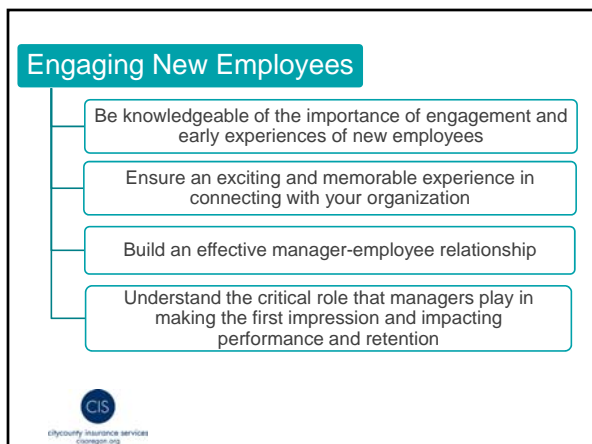 Engaging New Employees
Be knowledgeable of the importance of engagement and
early experiences of new employees
Ensure an exciting and memorable experience in
connecting with your organization
Build an effective manager-employee relationship
Understand the critical role that managers play in
making the first impression and impacting
performance and retention
CIS
citycounty insurance services
cisoregon.org